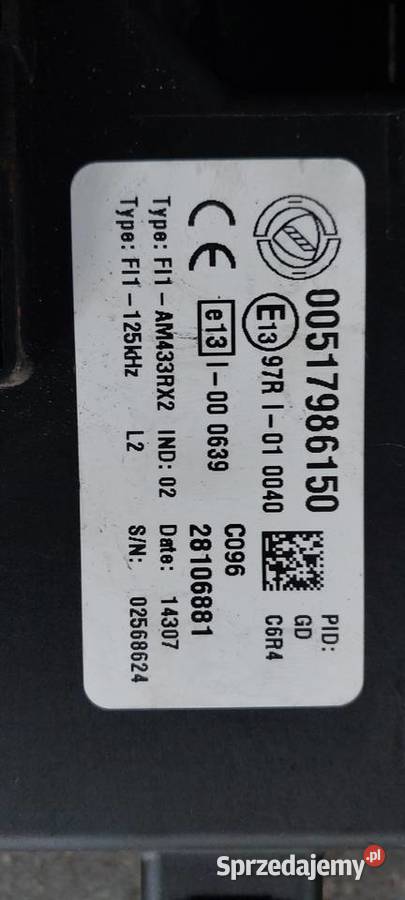 00517986150
PID:
GD
C6R4
E13 97R I-01 0040
CE e13 I-00 0639
C096
28106881
Type: FI1-AM433RX2 IND: 02 Date: 14307
Type: FI1-125kHz L2 S/N: 02568624
Sprzedajemy.pl